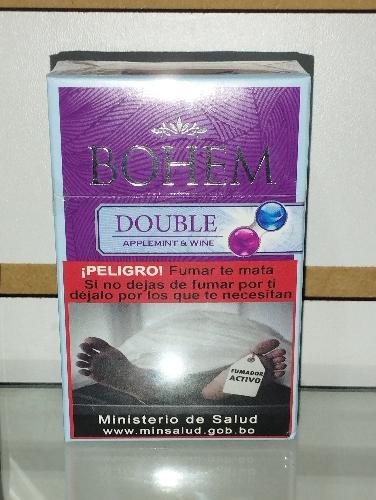 BOHEM
DOUBLE
APPLEMINT & WINE
¡PELIGRO! Fumar te mata
Si no dejas de fumar por ti
déjalo por los que te necesitan
FUMADOR
ACTIVO
Ministerio de Salud
www.minsalud.gob.bo